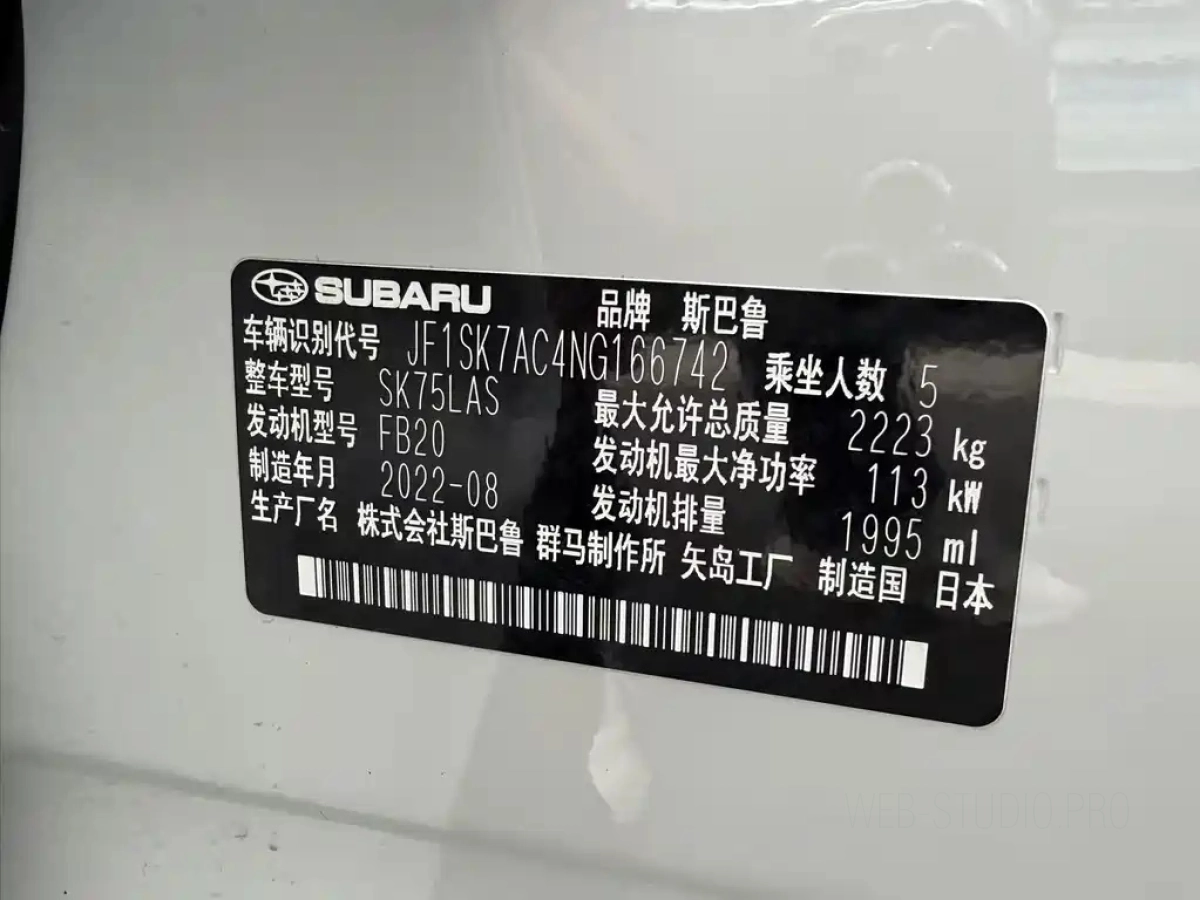 SUBARU 品牌 斯巴鲁
车辆识别代号 JF1SK7AC4NG166742 乘坐人数 5
整车型号 SK75LAS 最大允许总质量 2223 kg
发动机型号 FB20 发动机最大净功率 113 kW
制造年月 2022-08 发动机排量 1995 ml
生产厂名 株式会社斯巴鲁 群马制作所 矢岛工厂 制造国 日本
WEB STUDIO.PRO